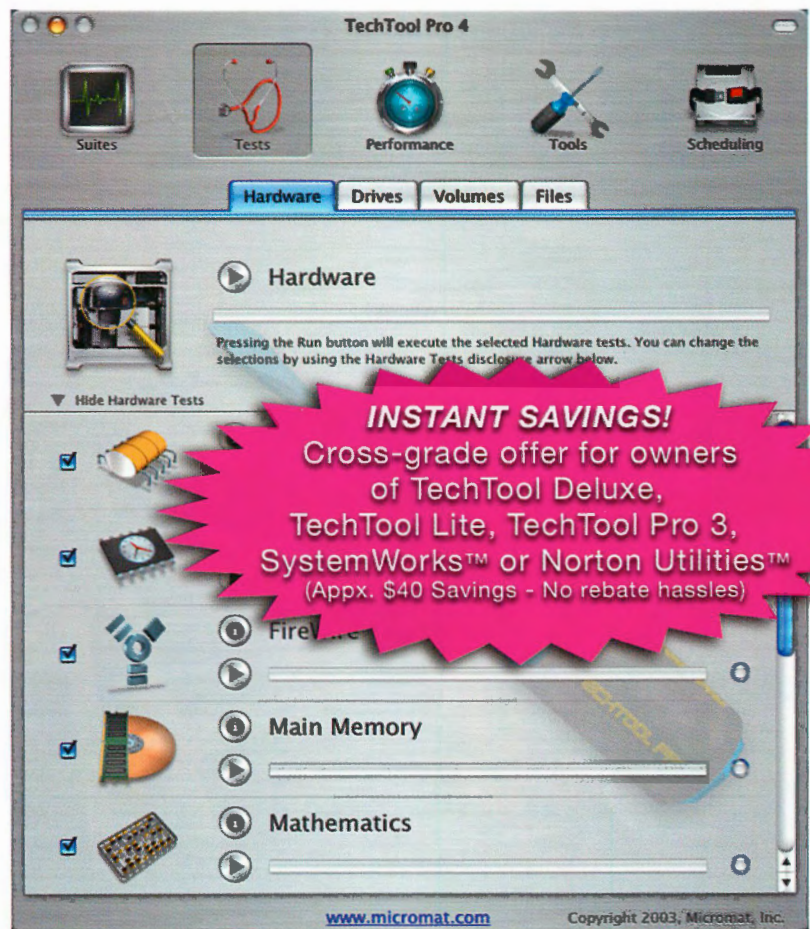 TechTool Pro 4
Suites
Tests
Performance
Tools
Scheduling
Hardware
Drives
Volumes
Files
Hardware
Pressing the Run button will execute the selected Hardware tests. You can change the
selections by using the Hardware Tests disclosure arrow below.
Hide Hardware Tests
INSTANT SAVINGS!
Cross-grade offer for owners
of TechTool Deluxe,
TechTool Lite, TechTool Pro 3,
SystemWorks™ or Norton Utilities™
(Appx. $40 Savings - No rebate hassles)
Main Memory
TECHTOOL
Mathematics
www.micromat.com
Copyright 2003, Micromat, Inc.